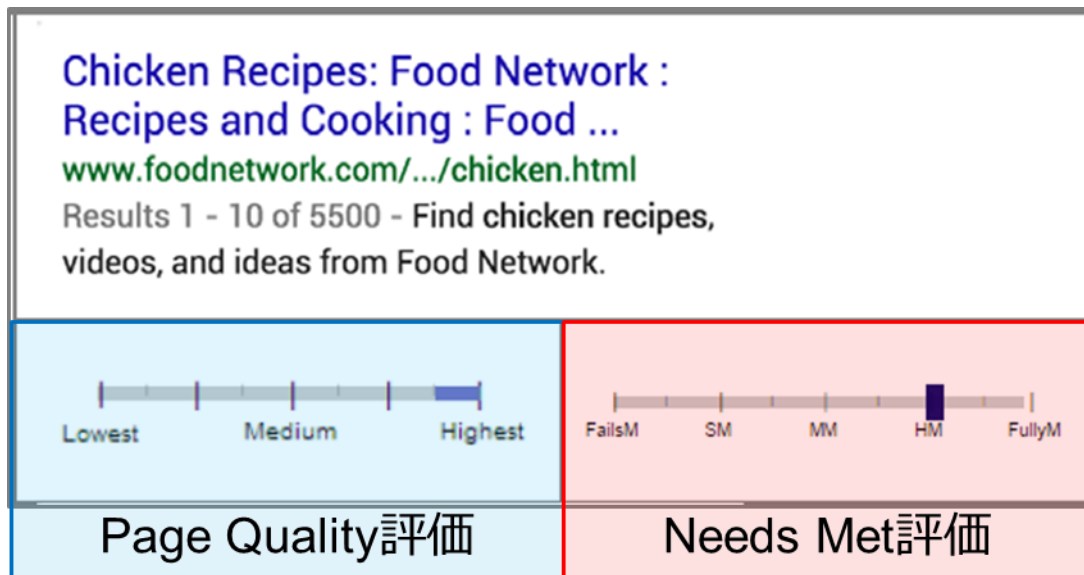 Chicken Recipes: Food Network :
Recipes and Cooking : Food ...
www.foodnetwork.com/.../chicken.html
Results 1 - 10 of 5500 - Find chicken recipes,
videos, and ideas from Food Network.
Lowest Medium Highest
FailsM SM MM HM FullyM
Page Quality評価
Needs Met評価